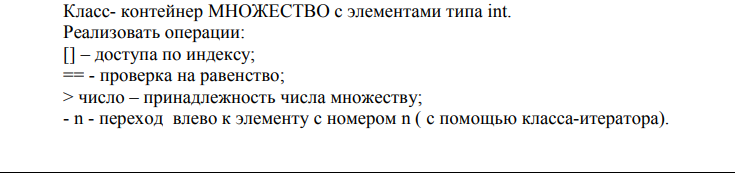 Класс- контейнер МНОЖЕСТВО с элементами типа int.
Реализовать операции:
[] – доступа по индексу;
== - проверка на равенство;
> число – принадлежность числа множеству;
- n - переход влево к элементу с номером n ( с помощью класса-итератора).